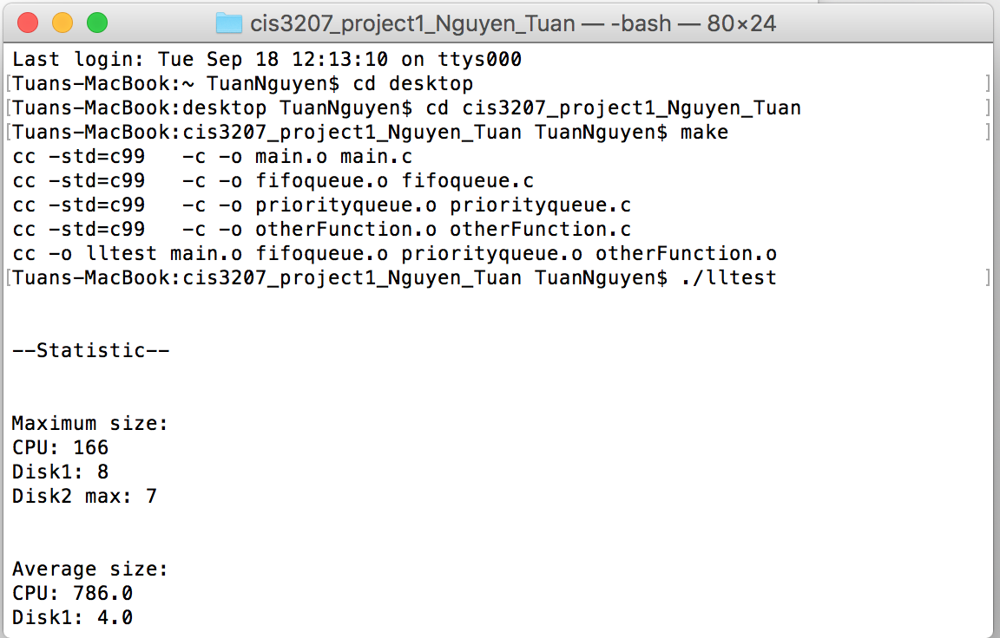 cis3207_project1_Nguyen_Tuan — -bash — 80×24
Last login: Tue Sep 18 12:13:10 on ttys000
[Tuans-MacBook:~ TuanNguyen$ cd desktop ]
[Tuans-MacBook:desktop TuanNguyen$ cd cis3207_project1_Nguyen_Tuan ]
[Tuans-MacBook:cis3207_project1_Nguyen_Tuan TuanNguyen$ make ]
cc -std=c99   -c -o main.o main.c
cc -std=c99   -c -o fifoqueue.o fifoqueue.c
cc -std=c99   -c -o priorityqueue.o priorityqueue.c
cc -std=c99   -c -o otherFunction.o otherFunction.c
cc -o lltest main.o fifoqueue.o priorityqueue.o otherFunction.o
[Tuans-MacBook:cis3207_project1_Nguyen_Tuan TuanNguyen$ ./lltest ]
--Statistic--
Maximum size:
CPU: 166
Disk1: 8
Disk2 max: 7
Average size:
CPU: 786.0
Disk1: 4.0